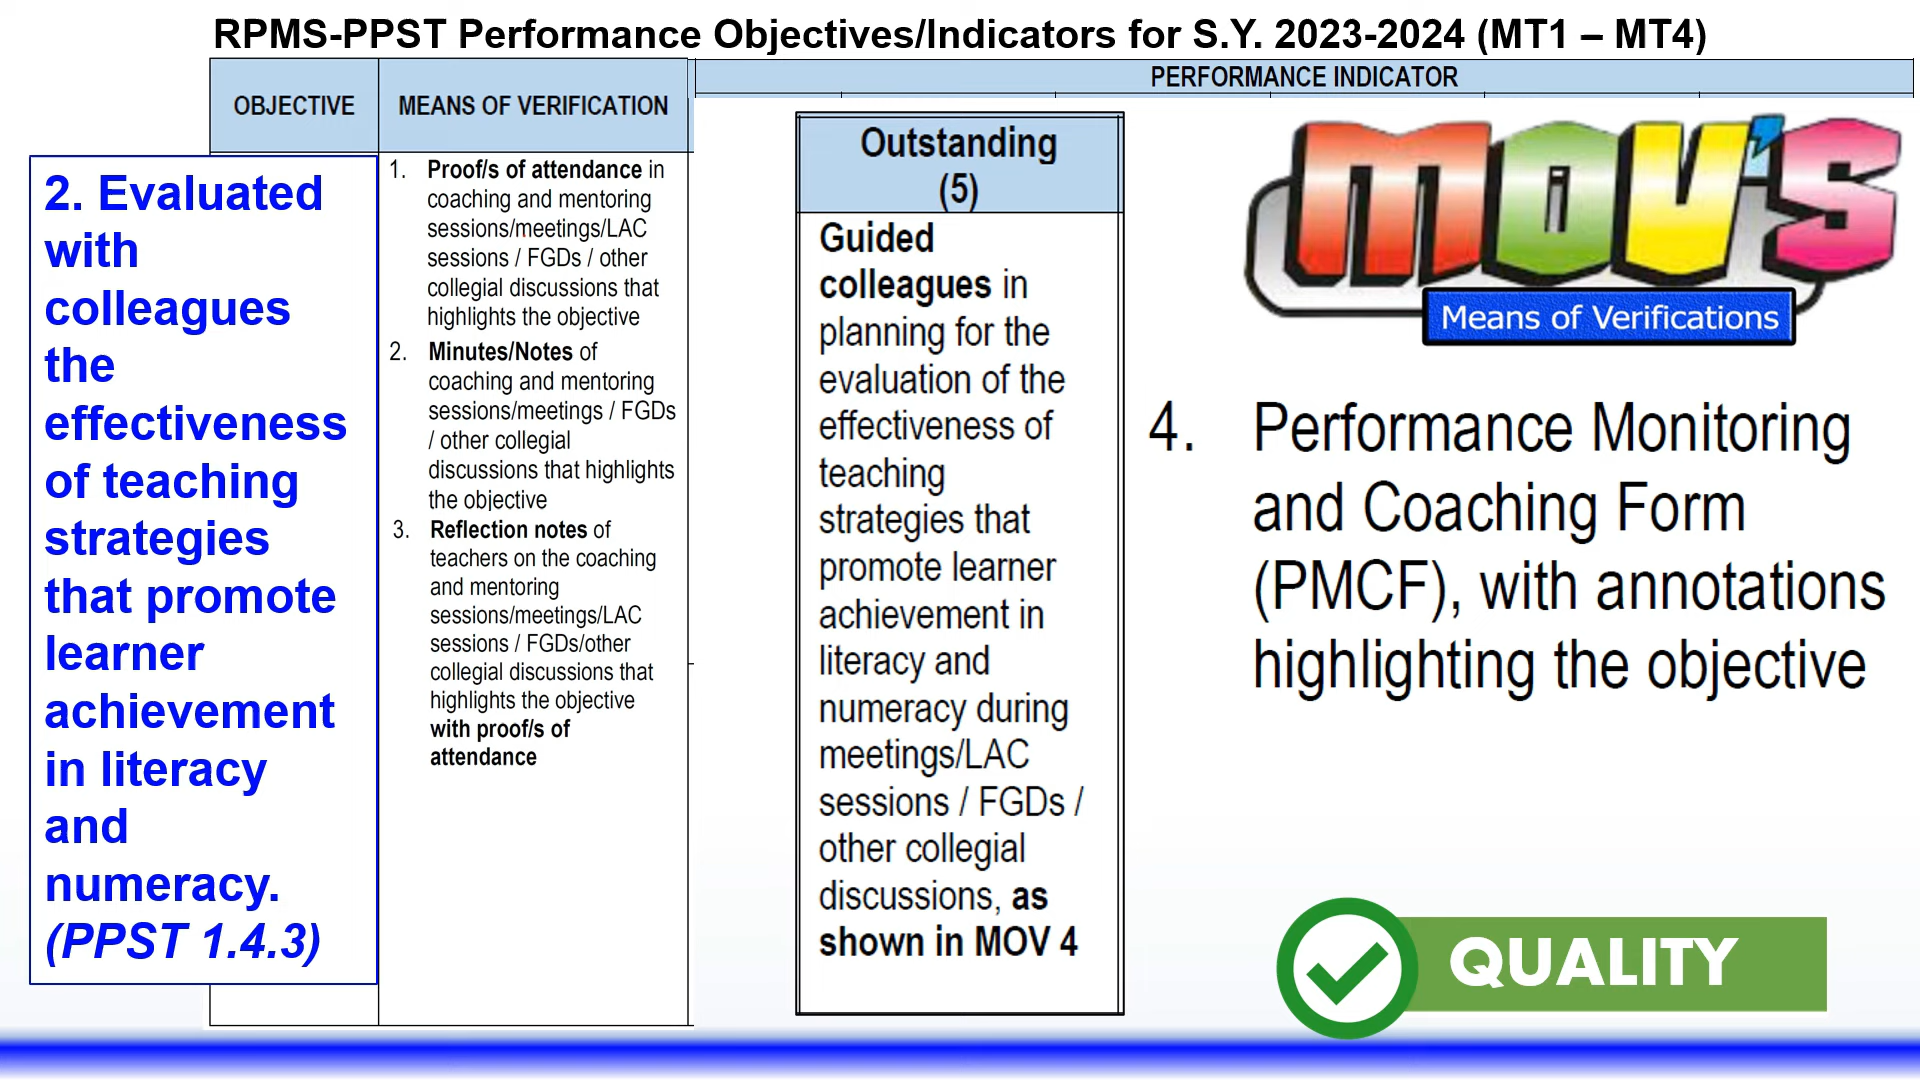 RPMS-PPST Performance Objectives/Indicators for S.Y. 2023-2024 (MT1 – MT4)
OBJECTIVE
MEANS OF VERIFICATION
PERFORMANCE INDICATOR
2. Evaluated
with
colleagues
the
effectiveness
of teaching
strategies
that promote
learner
achievement
in literacy
and
numeracy.
(PPST 1.4.3)
1. Proof/s of attendance in
coaching and mentoring
sessions/meetings/LAC
sessions / FGDs / other
collegial discussions that
highlights the objective
2. Minutes/Notes of
coaching and mentoring
sessions/meetings / FGDs
/ other collegial
discussions that highlights
the objective
3. Reflection notes of
teachers on the coaching
and mentoring
sessions/meetings/LAC
sessions / FGDs/other
collegial discussions that
highlights the objective
with proof/s of
attendance
Outstanding
(5)
Guided
colleagues in
planning for the
evaluation of the
effectiveness of
teaching
strategies that
promote learner
achievement in
literacy and
numeracy during
meetings/LAC
sessions / FGDs /
other collegial
discussions, as
shown in MOV 4
MOV'S
Means of Verifications
4. Performance Monitoring
and Coaching Form
(PMCF), with annotations
highlighting the objective
QUALITY